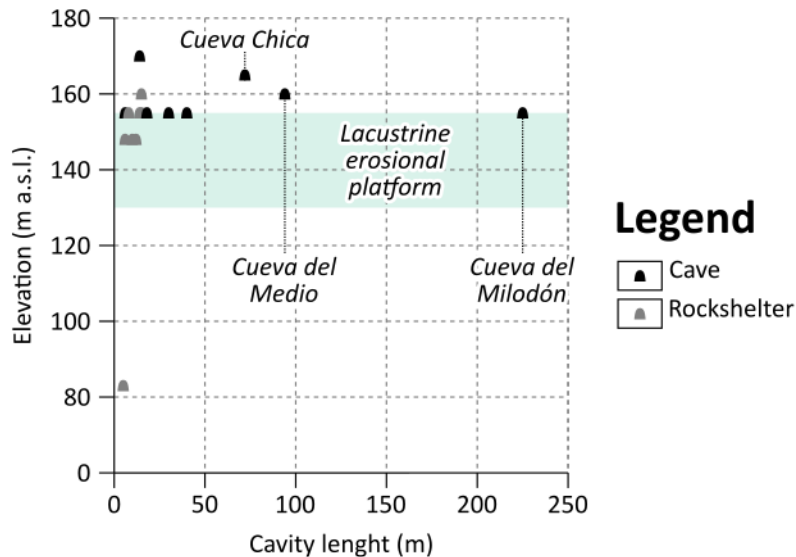 180
160
140
120
100
80
0
Elevation (m a.s.l.)
Cueva Chica
Lacustrine
erosional
platform
Cueva del
Medio
Cueva del
Milodón
0
50
100
150
200
250
Cavity lenght (m)
Legend
Cave
Rockshelter